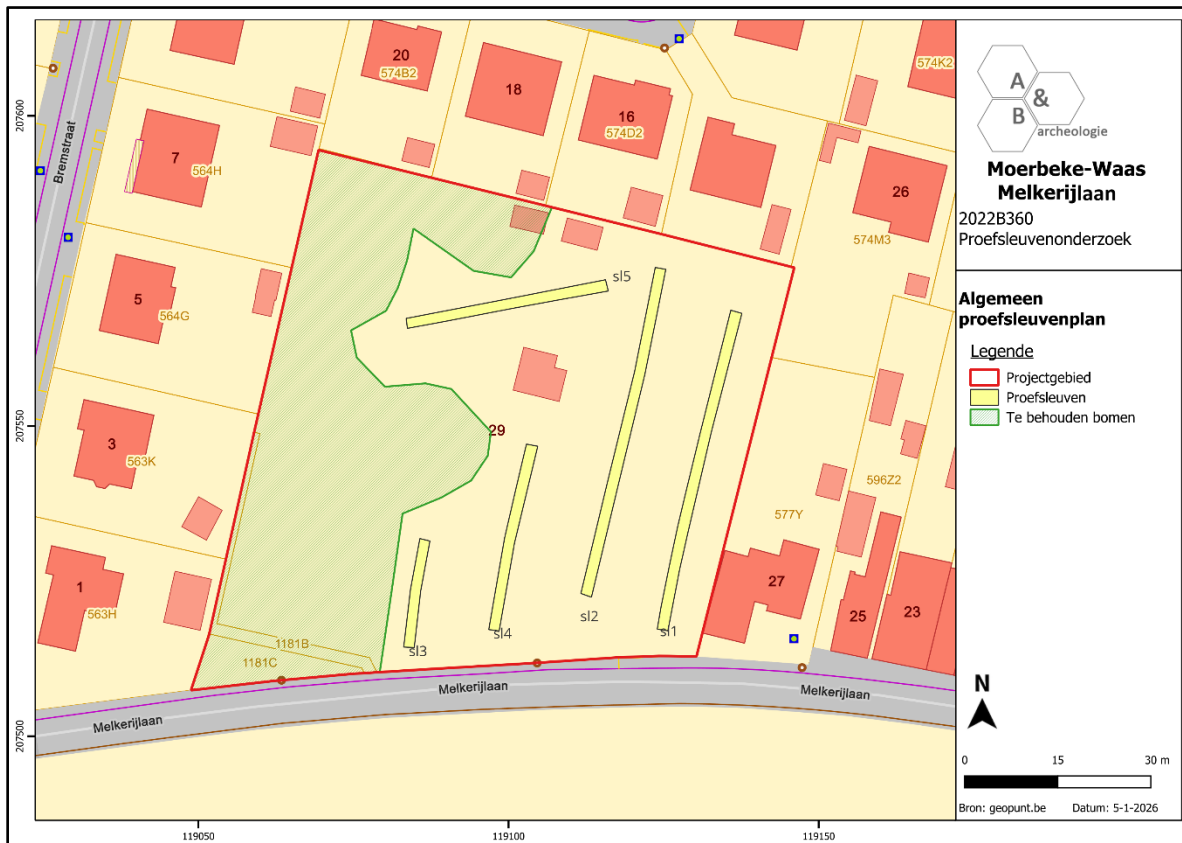 20
574B2
18
16
574D2
574K2
7
564H
Bremstraat
26
574M3
5
564G
sl5
3
563K
29
596Z2
577Y
1
563H
sl2
sl1
sl3
sl4
27
25
23
1181B
1181C
Melkerijlaan
Melkerijlaan
Melkerijlaan
207600
207550
207500
119050
119100
119150
A
&
B
archeologie
Moerbeke-Waas
Melkerijlaan
2022B360
Proefsleuvenonderzoek
Algemeen
proefsleuvenplan
Legende
Projectgebied
Proefsleuven
Te behouden bomen
N
0 15 30 m
Bron: geopunt.be Datum: 5-1-2026